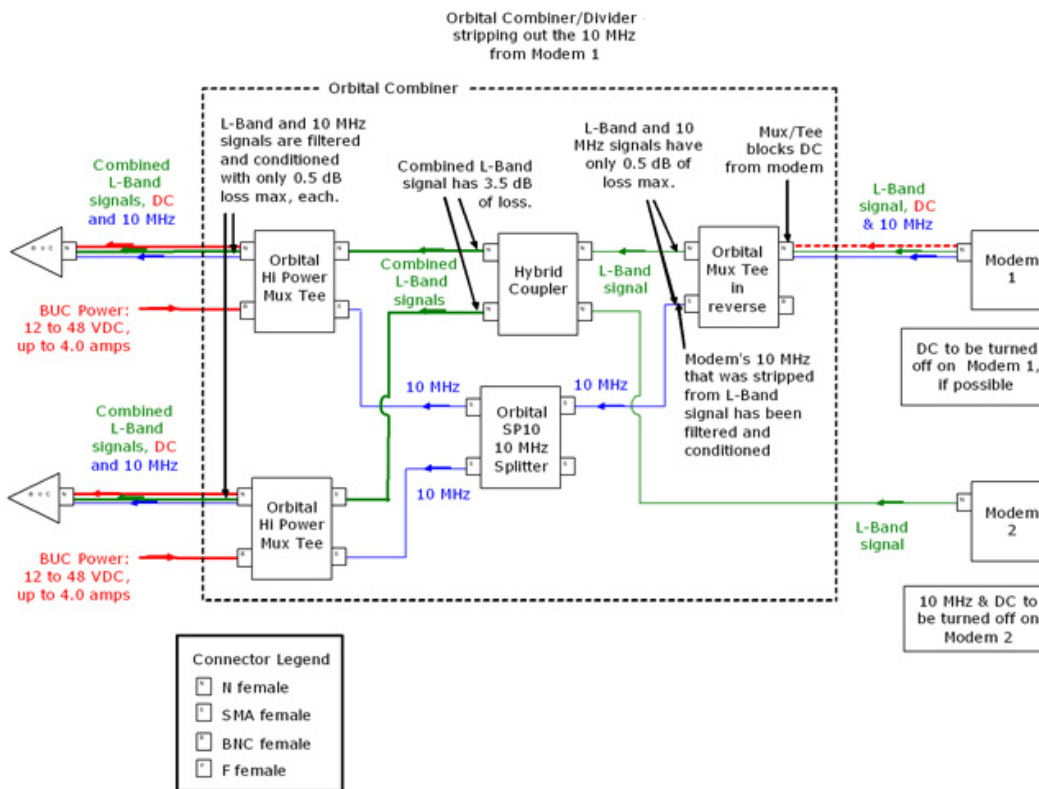 Orbital Combiner/Divider
stripping out the 10 MHz
from Modem 1
Orbital Combiner
L-Band and 10 MHz
signals are filtered
and conditioned
with only 0.5 dB
loss max, each.
Combined L-Band
signal has 3.5 dB
of loss.
L-Band and 10
MHz signals have
only 0.5 dB of
loss max.
Mux/Tee
blocks DC
from modem
Combined
L-Band
signals, DC
and 10 MHz
L-Band
signal, DC
& 10 MHz
B U C
N
Orbital
Hi Power
Mux Tee
Combined
L-Band
signals
Hybrid
Coupler
L-Band
signal
Orbital
Mux Tee
in
reverse
Modem
1
BUC Power:
12 to 48 VDC,
up to 4.0 amps
DC to be turned
off on Modem 1,
if possible
Modem's 10 MHz
that was stripped
from L-Band
signal has been
filtered and
conditioned
10 MHz
10 MHz
Orbital
SP10
10 MHz
Splitter
10 MHz
Combined
L-Band
signals, DC
and 10 MHz
B U C
N
Orbital
Hi Power
Mux Tee
L-Band
signal
Modem
2
BUC Power:
12 to 48 VDC,
up to 4.0 amps
10 MHz & DC to
be turned off on
Modem 2
Connector Legend
N N female
S SMA female
B BNC female
F F female